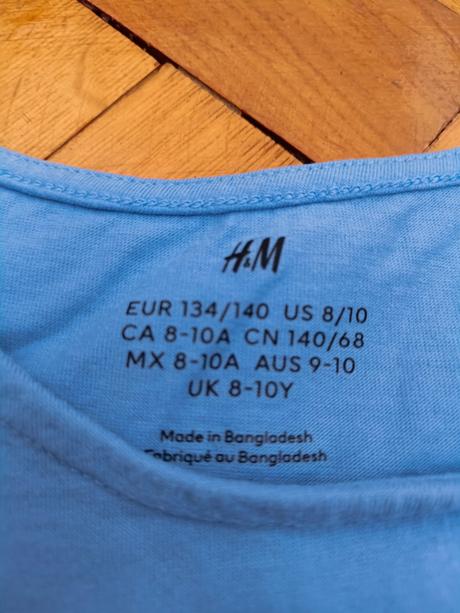 H&M
EUR 134/140 US 8/10
CA 8-10A CN 140/68
MX 8-10A AUS 9-10
UK 8-10Y
Made in Bangladesh
Fabriqué au Bangladesh